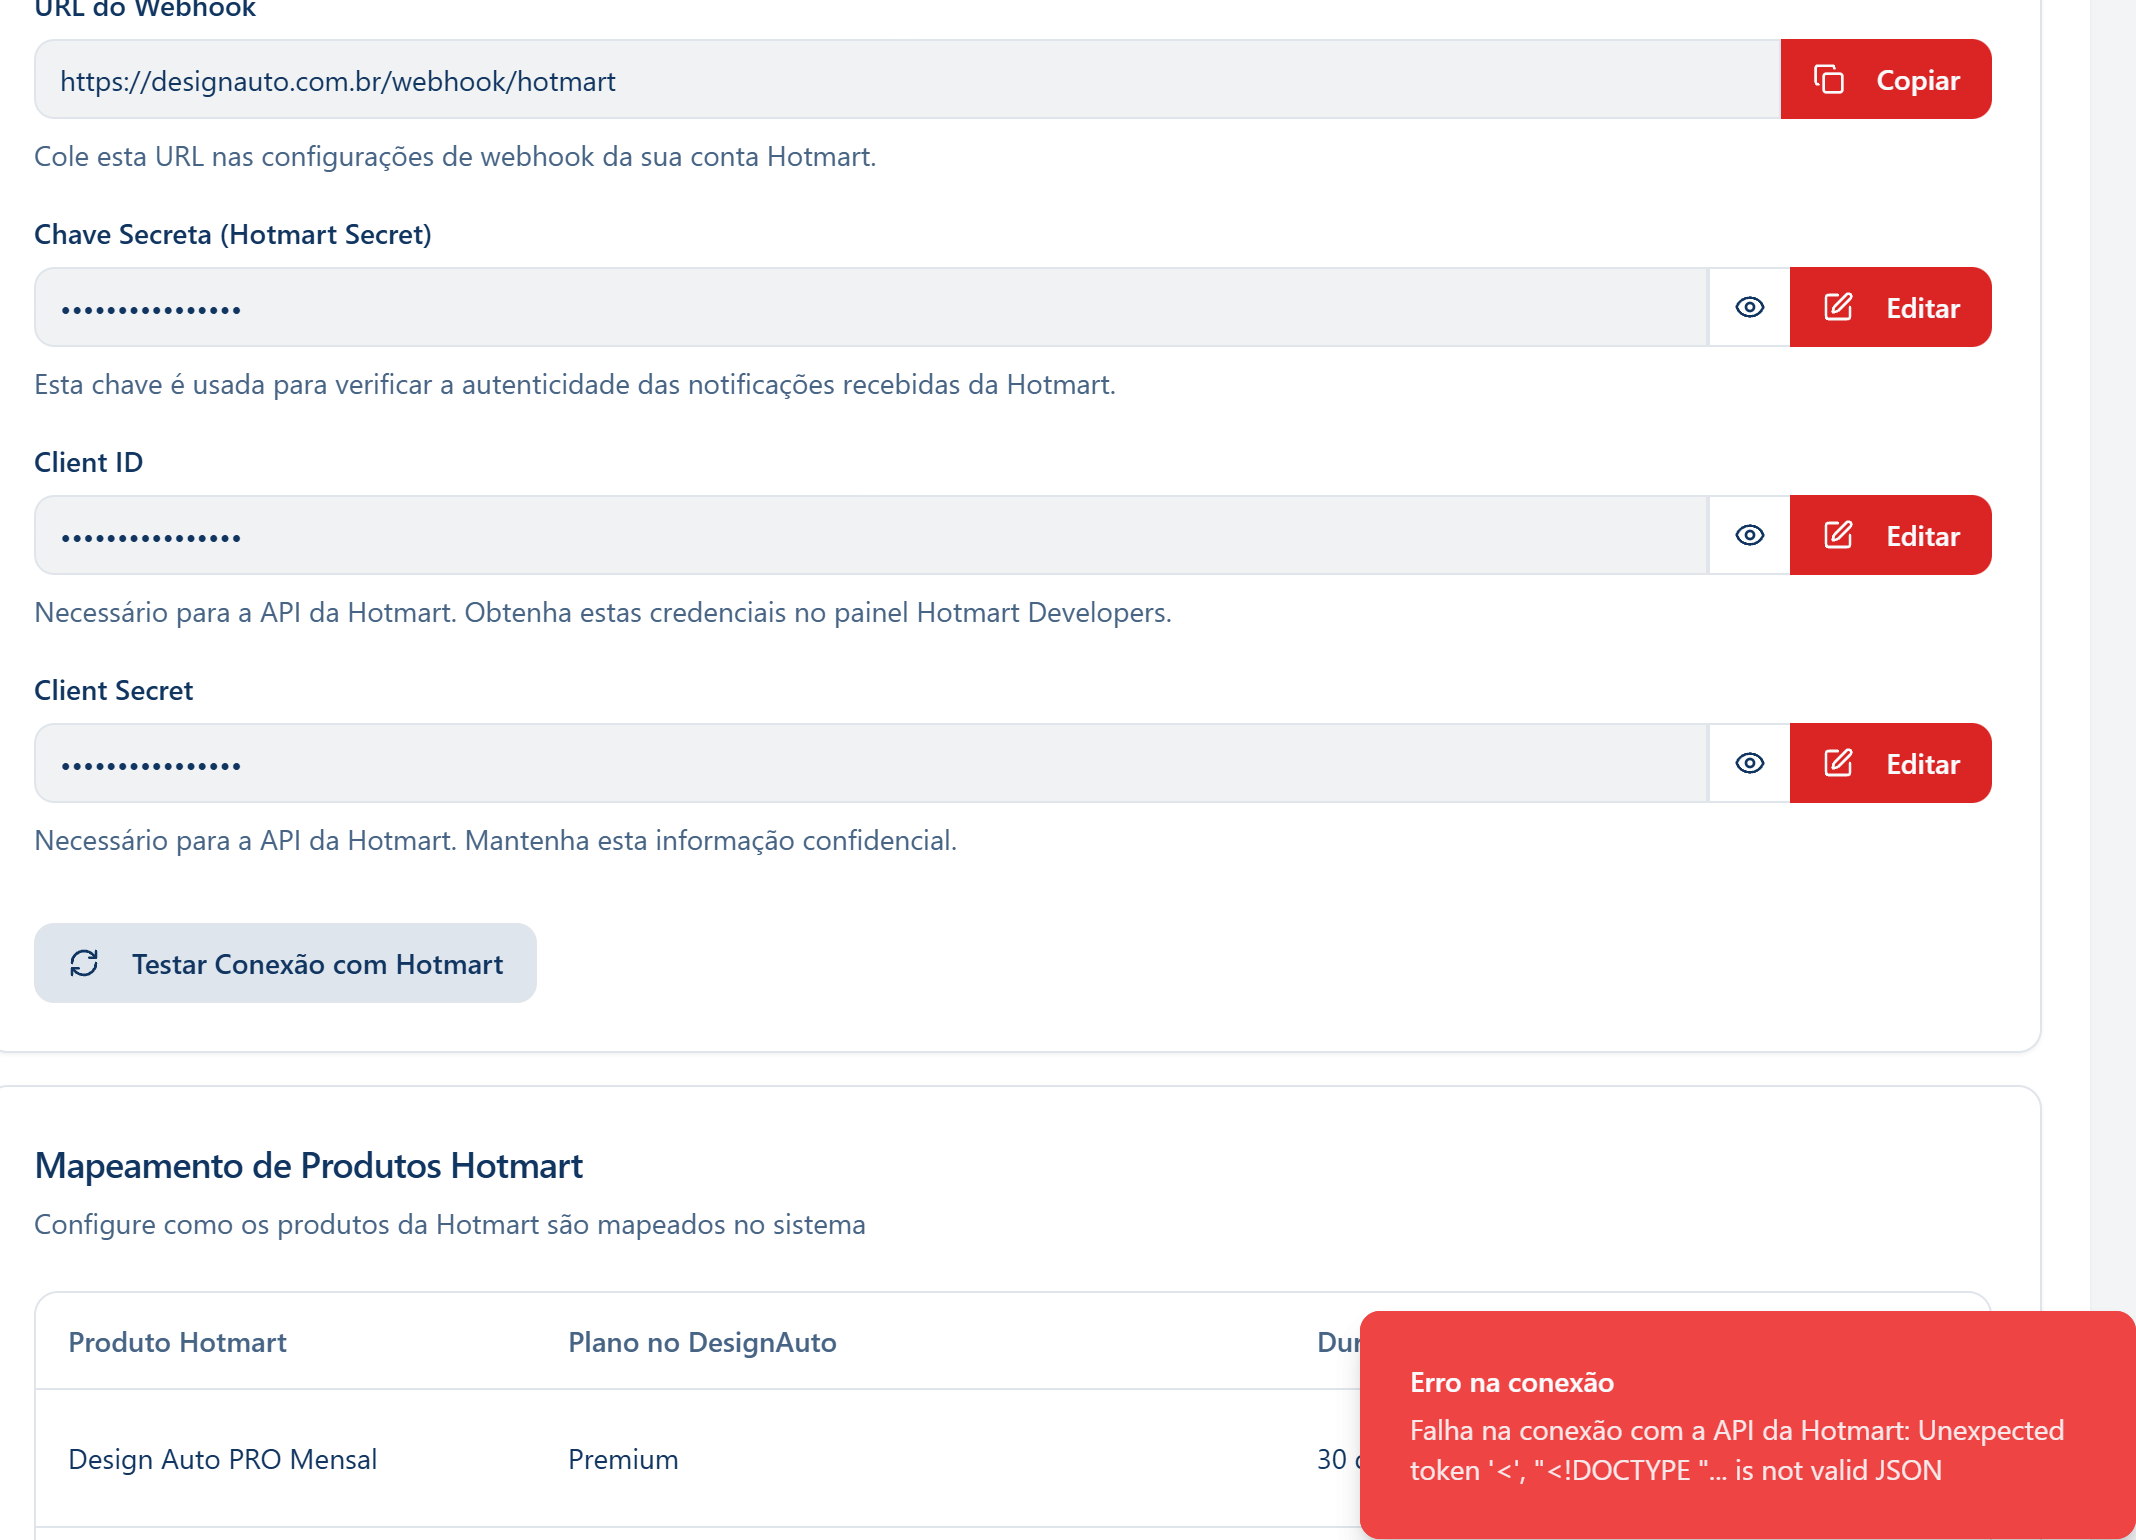 URL do Webhook
https://designauto.com.br/webhook/hotmart
Copiar
Cole esta URL nas configurações de webhook da sua conta Hotmart.
Chave Secreta (Hotmart Secret)
••••••••••••••••
Editar
Esta chave é usada para verificar a autenticidade das notificações recebidas da Hotmart.
Client ID
••••••••••••••••
Editar
Necessário para a API da Hotmart. Obtenha estas credenciais no painel Hotmart Developers.
Client Secret
••••••••••••••••
Editar
Necessário para a API da Hotmart. Mantenha esta informação confidencial.
Testar Conexão com Hotmart
Mapeamento de Produtos Hotmart
Configure como os produtos da Hotmart são mapeados no sistema
Produto Hotmart
Plano no DesignAuto
Design Auto PRO Mensal
Premium
30
Erro na conexão
Falha na conexão com a API da Hotmart: Unexpected
token '<', "<!DOCTYPE "... is not valid JSON